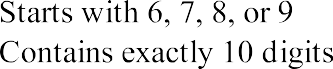 Starts with 6, 7, 8, or 9
Contains exactly 10 digits